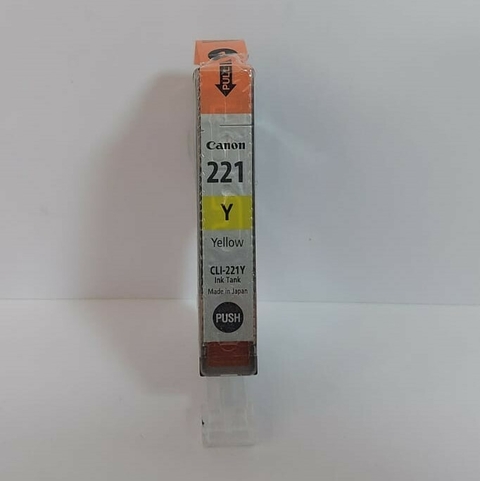 PULL
Canon
221
Y
Yellow
CLI-221Y
Ink Tank
Made in Japan
PUSH